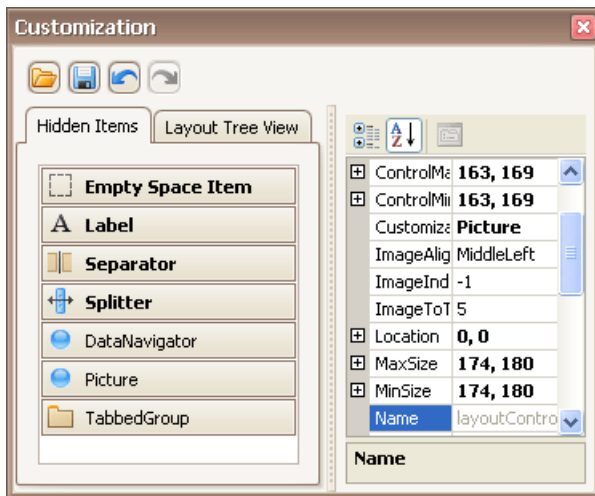 Customization
Hidden Items Layout Tree View
Empty Space Item
A Label
Separator
Splitter
DataNavigator
Picture
TabbedGroup
A Z
ControlMa 163, 169
ControlMi 163, 169
Customiza Picture
ImageAlig MiddleLeft
ImageInd -1
ImageToT 5
Location 0, 0
MaxSize 174, 180
MinSize 174, 180
Name layoutContro
Name